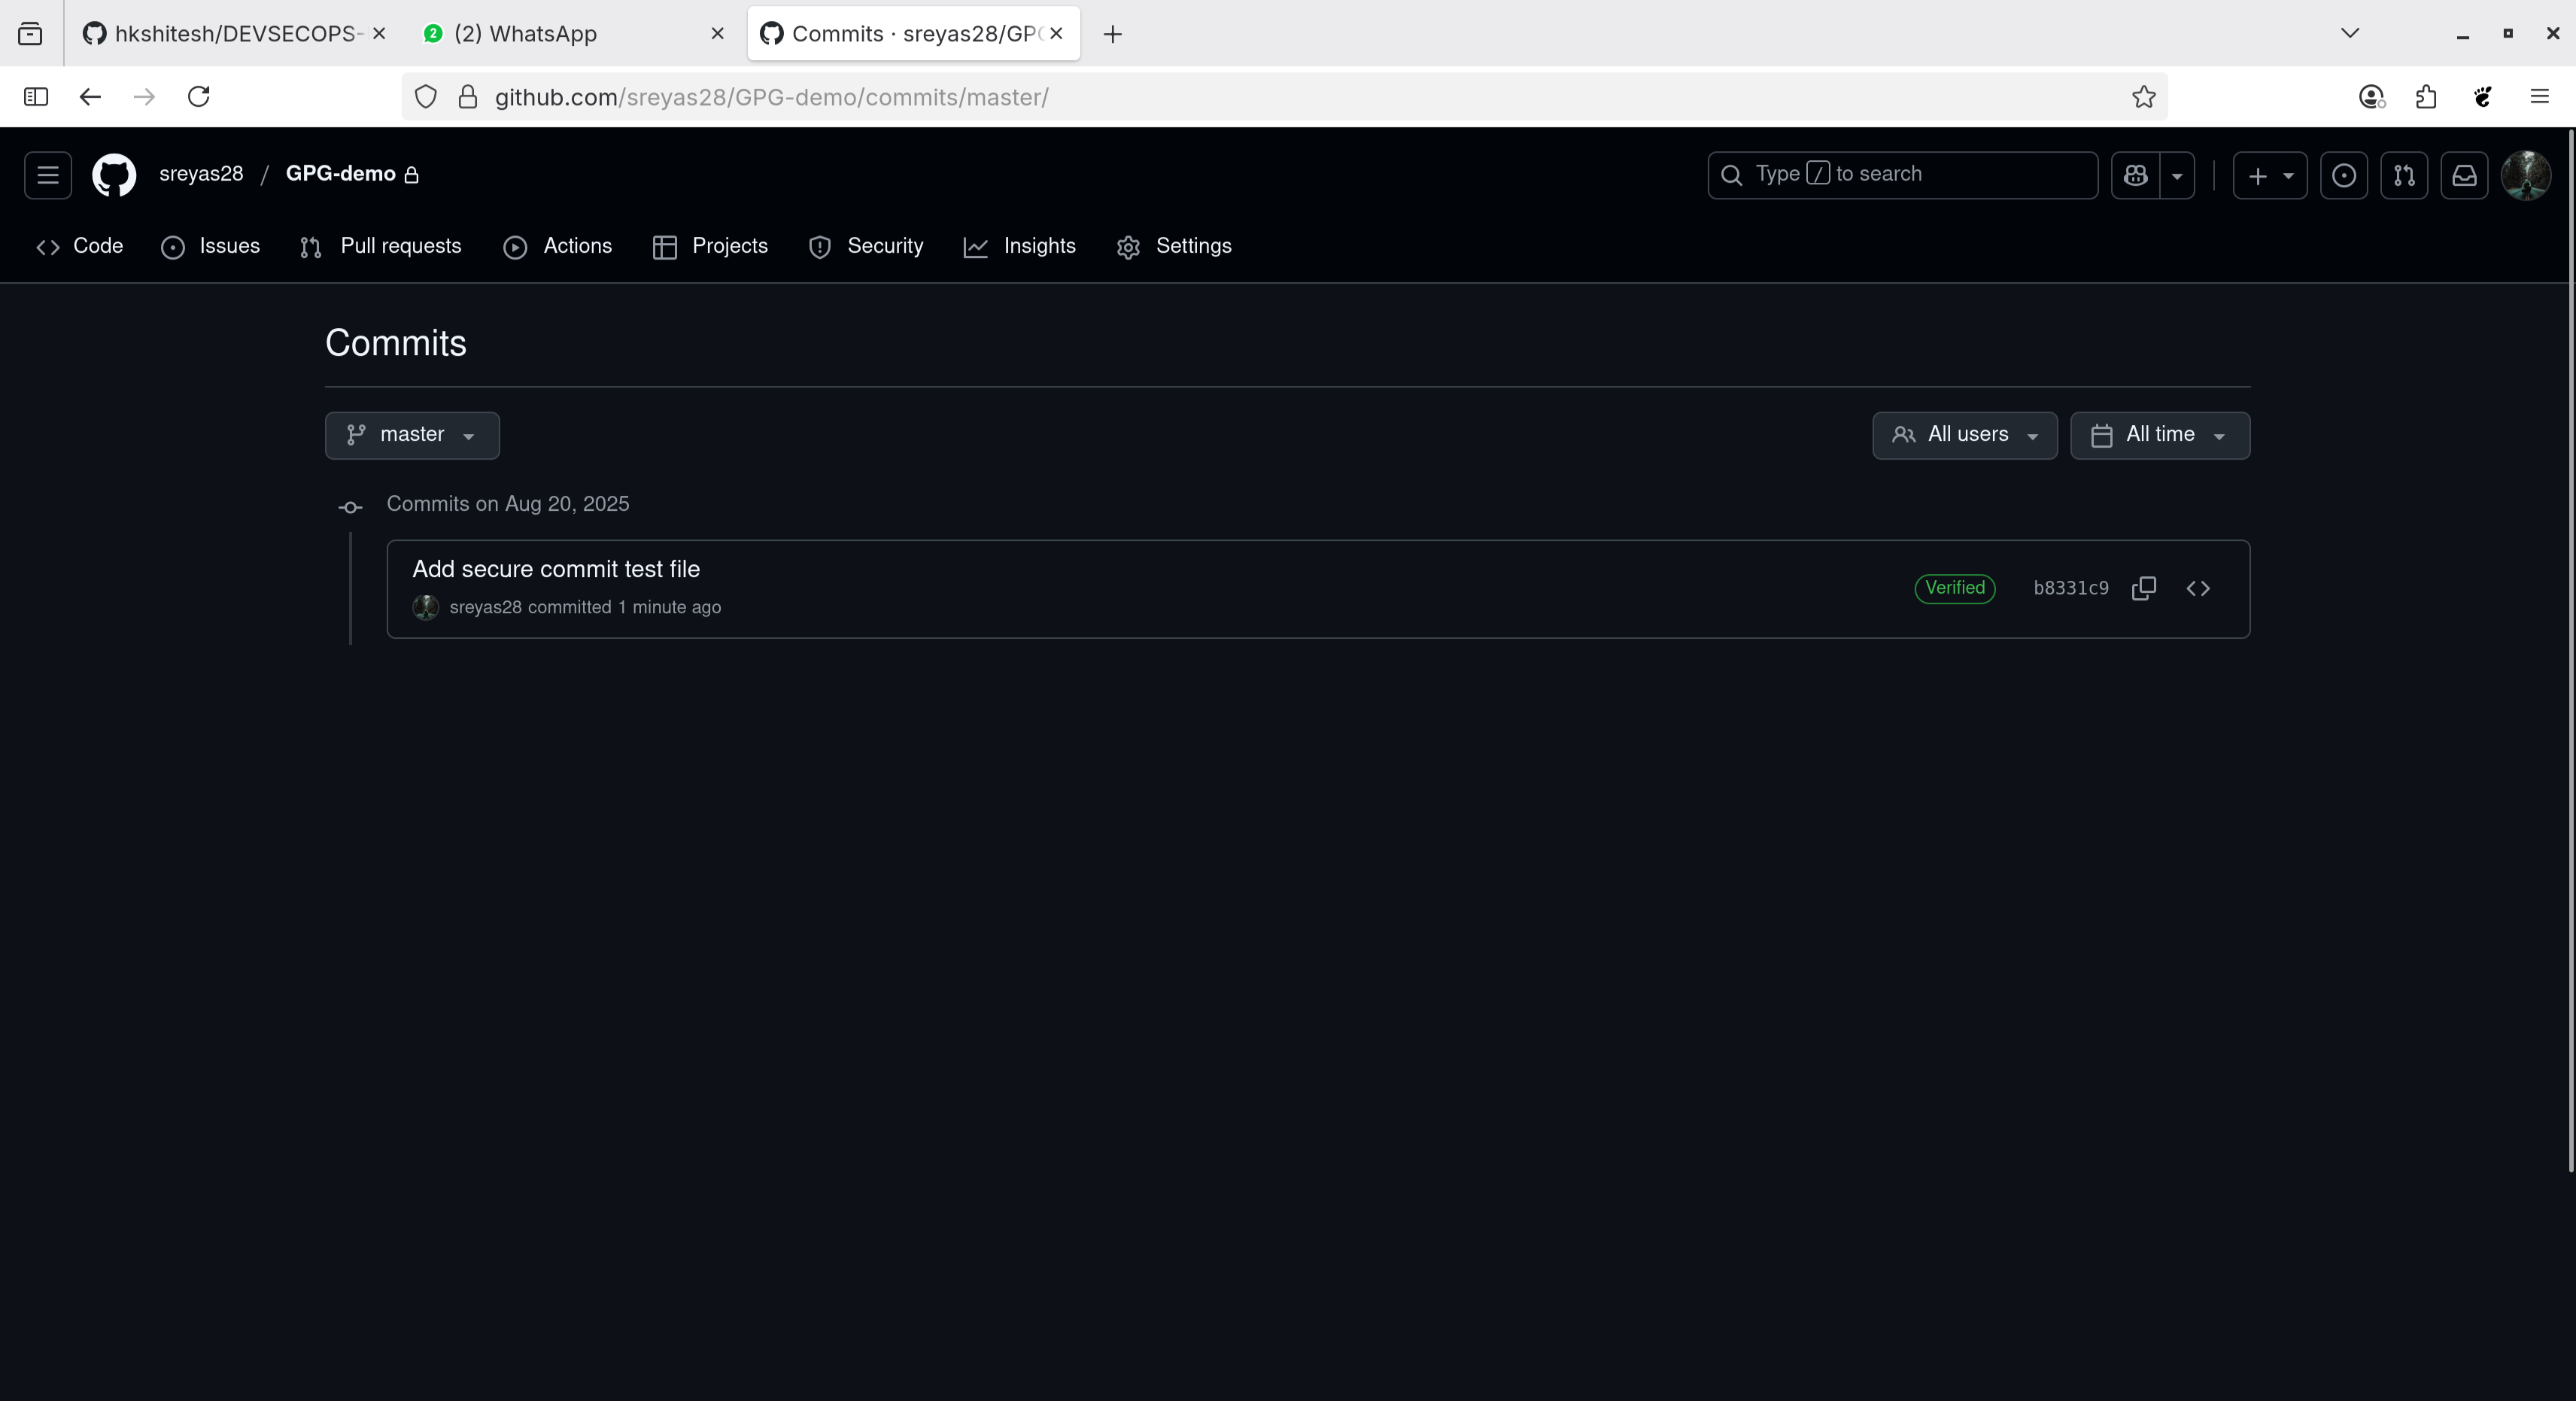 hkshitesh/DEVSECOPS-
2 (2) WhatsApp
Commits · sreyas28/GP
github.com/sreyas28/GPG-demo/commits/master/
sreyas28 / GPG-demo
Type / to search
Code Issues Pull requests Actions Projects Security Insights Settings
Commits
master
All users All time
Commits on Aug 20, 2025
Add secure commit test file
sreyas28 committed 1 minute ago
Verified b8331c9